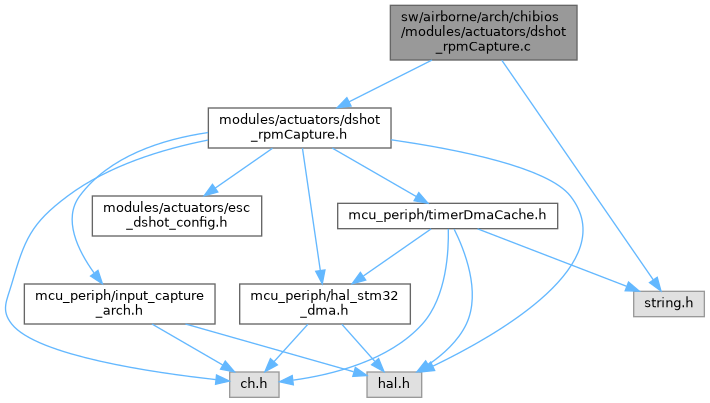 sw/airborne/arch/chibios
/modules/actuators/dshot
_rpmCapture.c
modules/actuators/dshot
_rpmCapture.h
modules/actuators/esc
_dshot_config.h
mcu_periph/timerDmaCache.h
mcu_periph/input_capture
_arch.h
mcu_periph/hal_stm32
_dma.h
string.h
ch.h
hal.h